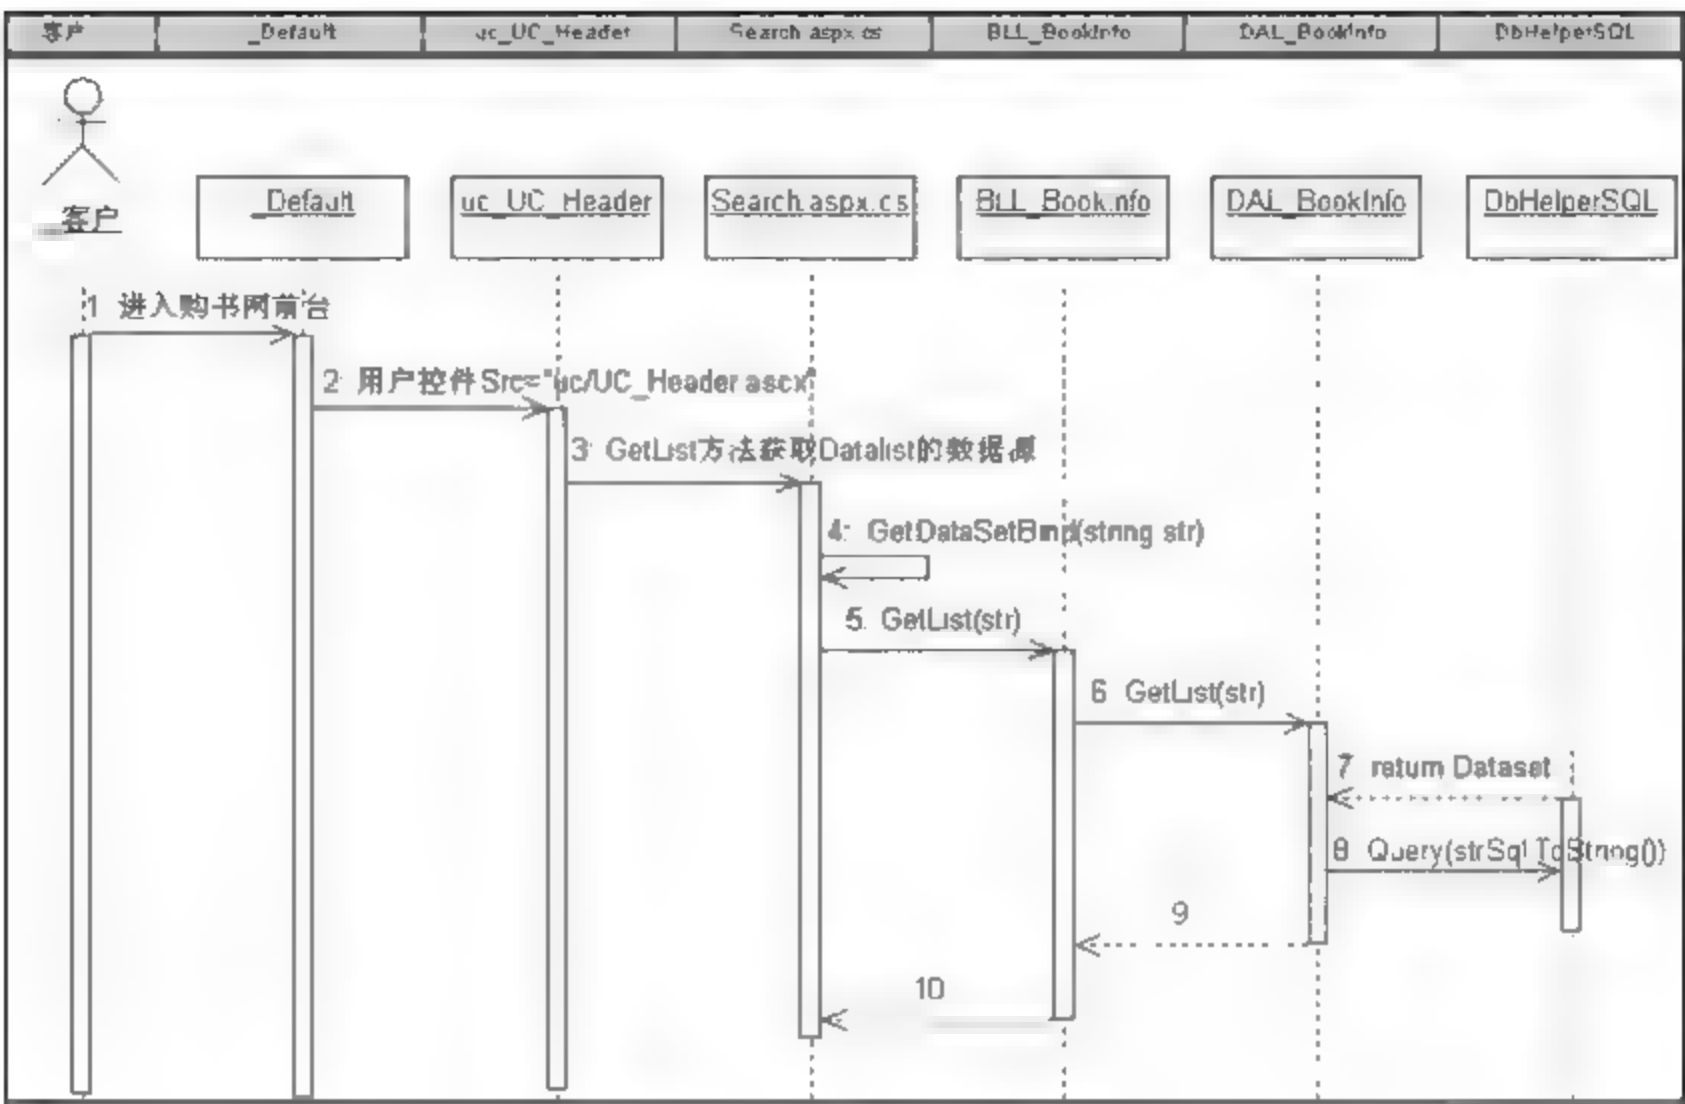 客户 _Default uc_UC_Header Search.aspx.cs BLL_BookInfo DAL_BookInfo DbHelperSQL
客户 _Default uc_UC_Header Search.aspx.cs BLL_BookInfo DAL_BookInfo DbHelperSQL
1 进入购书网前台
2: 用户控件Src="uc/UC_Header.ascx"
3: GetList方法获取Datalist的数据源
4: GetDataSetBind(string str)
5. GetList(str)
6 GetList(str)
7 return Dataset
8 Query(strSql.ToString())
9
10